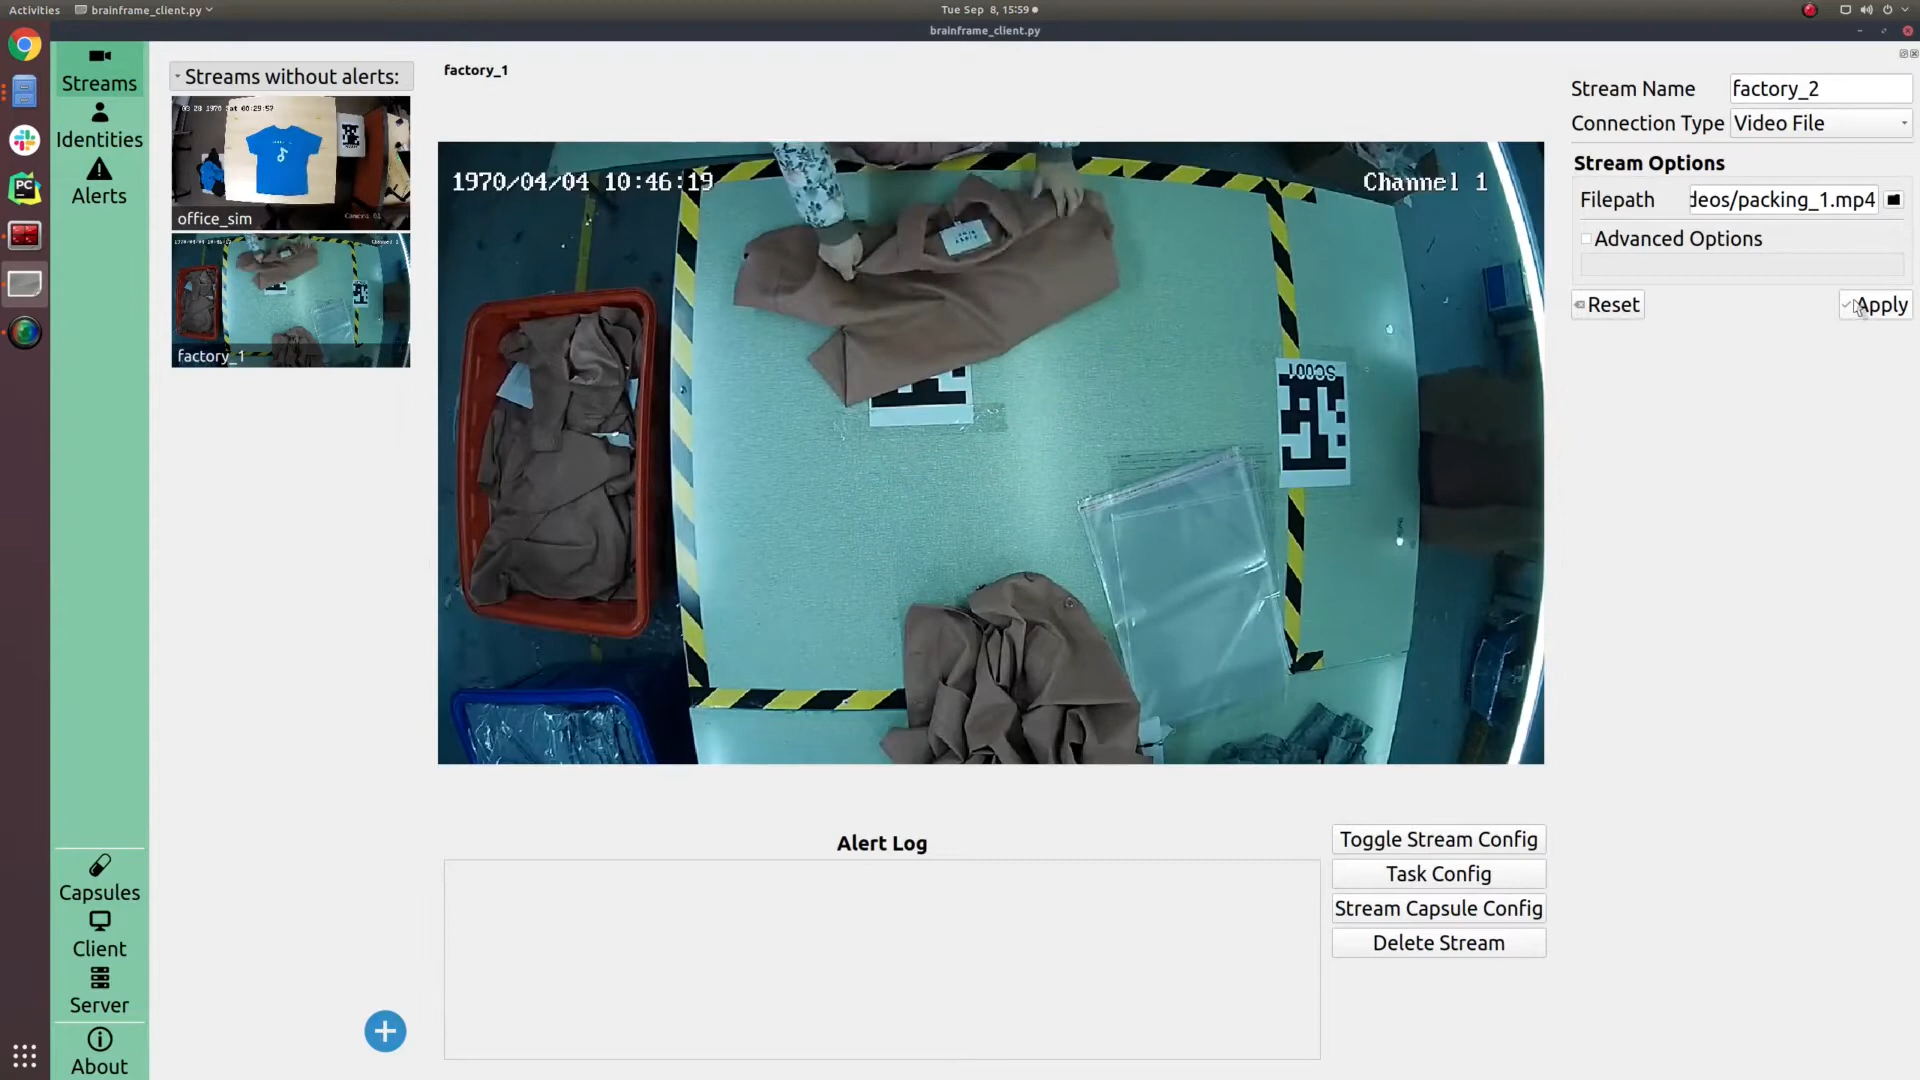 Activities
brainframe_client.py
Tue Sep 8, 15:59
brainframe_client.py
Streams
Identities
Alerts
Capsules
Client
Server
About
Streams without alerts:
office_sim
factory_1
factory_1
1970/04/04 10:46:19
Channel 1
SC001
Alert Log
Toggle Stream Config
Task Config
Stream Capsule Config
Delete Stream
Stream Name
factory_2
Connection Type
Video File
Stream Options
Filepath
deos/packing_1.mp4
Advanced Options
Reset
Apply
PC